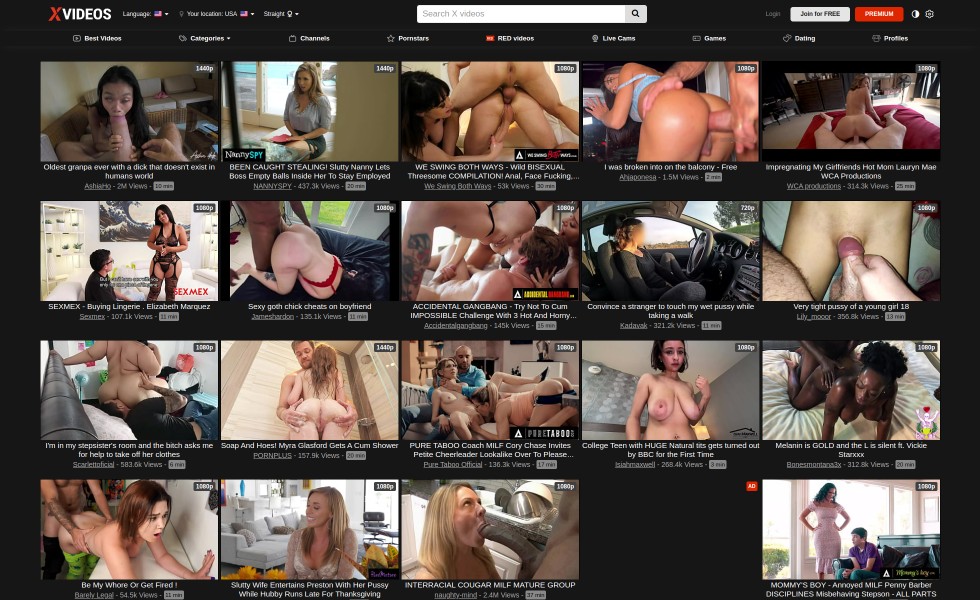 XVIDEOS
Language:
Your location: USA
Straight
Search X videos
Login
Join for FREE
PREMIUM
Best Videos
Categories
Channels
Pornstars
RED videos
Live Cams
Games
Dating
Profiles
1440p
Oldest granpa ever with a dick that doesn't exist in
humans world
AshiaHo - 2M Views - 10 min
1440p
NannySPY
BEEN CAUGHT STEALING! Slutty Nanny Lets
Boss Empty Balls Inside Her To Stay Employed
NANNYSPY - 437.3k Views - 20 min
1080p
WE SWING Both WAYS
WE SWING BOTH WAYS - Wild BISEXUAL
Threesome COMPILATION! Anal, Face Fucking,...
We Swing Both Ways - 53k Views - 30 min
1080p
I was broken into on the balcony - Free
- 1.5M Views - 2 min
1080p
Impregnating My Girlfriends Hot Mom Lauryn Mae
WCA Productions
WCA productions - 314.3k Views - 25 min
1080p
SEXMEX
SEXMEX - Buying Lingerie . Elizabeth Marquez
Sexmex - 107.1k Views - 11 min
1080p
Sexy goth chick cheats on boyfriend
Jameshardon - 135.1k Views - 11 min
1080p
ACCIDENTAL GANGBANG - Try Not To Cum
IMPOSSIBLE Challenge With 3 Hot And Horny...
Accidentalgangbang - 145k Views - 15 min
720p
Convince a stranger to touch my wet pussy while
taking a walk
Kadavak - 321.2k Views - 11 min
1080p
Very tight pussy of a young girl 18
Lily_mooor - 356.8k Views - 13 min
1080p
I'm in my stepsister's room and the bitch asks me
for help to take off her clothes
Scarletoficial - 583.6k Views - 6 min
1440p
Soap And Hoes! Myra Glasford Gets A Cum Shower
PORNPLUS - 157.9k Views - 20 min
1080p
PURETABOO
PURE TABOO Coach MILF Cory Chase Invites
Petite Cheerleader Lookalike Over To Please...
Pure Taboo Official - 136.3k Views - 17 min
1080p
College Teen with HUGE Natural tits gets turned out
by BBC for the First Time
Isiahmaxwell - 268.4k Views - 3 min
1080p
Melanin is GOLD and the L is silent ft. Vickie
Starxxx
Bonesmontana3x - 312.8k Views - 20 min
1080p
Be My Whore Or Get Fired !
Barely Legal - 54.5k Views - 11 min
1080p
Slutty Wife Entertains Preston With Her Pussy
While Hubby Runs Late For Thanksgiving
1080p
INTERRACIAL COUGAR MILF MATURE GROUP
naughty-mind - 2.4M Views - 37 min
AD
1080p
Mommy's boy
MOMMY'S BOY - Annoyed MILF Penny Barber
DISCIPLINES Misbehaving Stepson - ALL PARTS